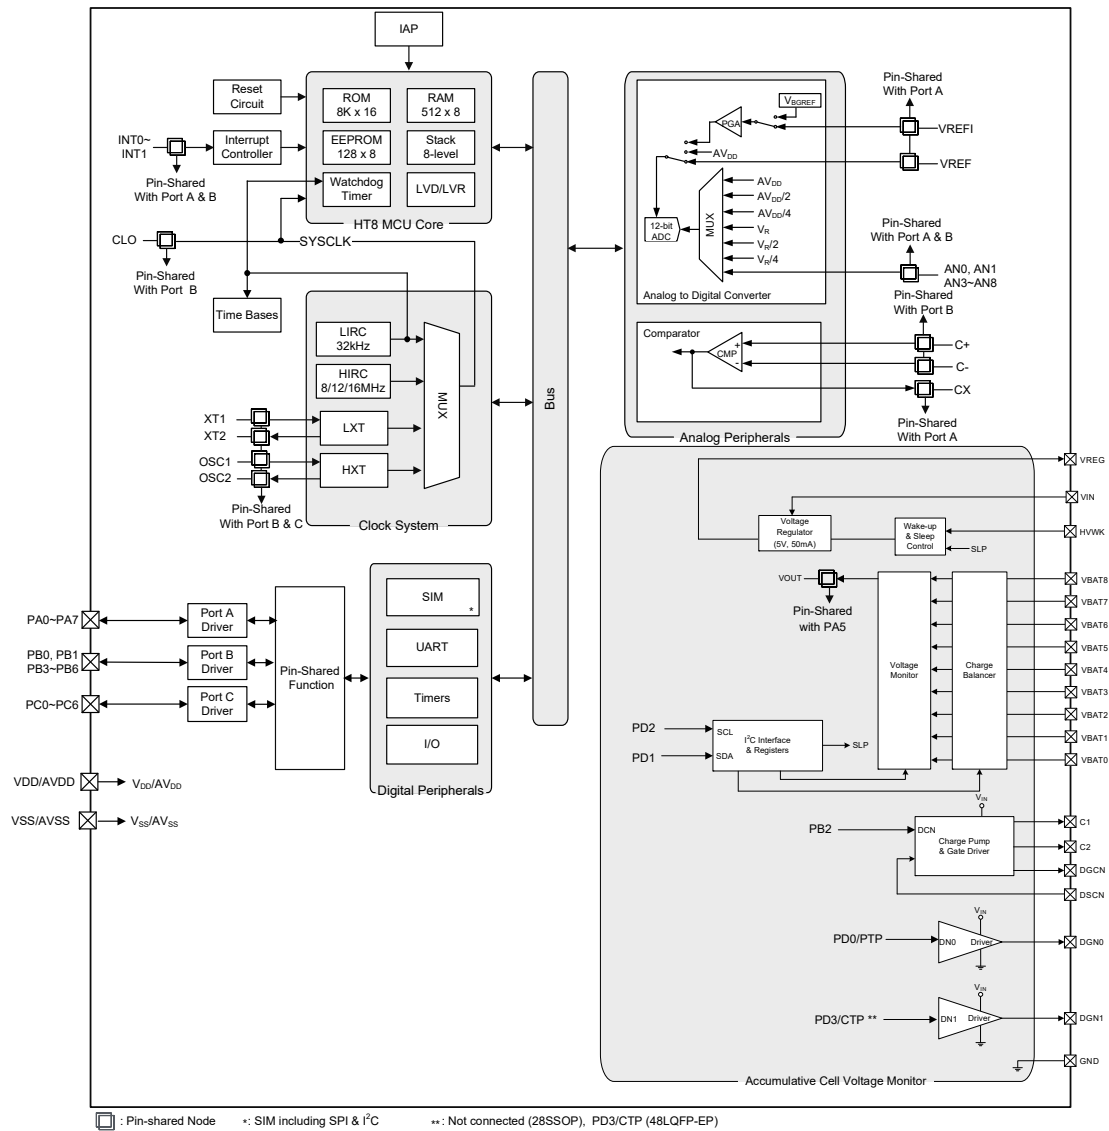 IAP
Reset
Circuit
ROM
8K x 16
RAM
512 x 8
INT0~
INT1
Interrupt
Controller
EEPROM
128 x 8
Stack
8-level
Pin-Shared
With Port A & B
Watchdog
Timer
LVD/LVR
HT8 MCU Core
CLO
SYSCLK
Pin-Shared
With Port B
Time Bases
LIRC
32kHz
HIRC
8/12/16MHz
MUX
XT1
XT2
LXT
OSC1
OSC2
HXT
Pin-Shared
With Port B & C
Clock System
Bus
Pin-Shared
With Port A
VBGREF
PGA
VREFI
AVDD
VREF
AVDD
AVDD/2
AVDD/4
VR
VR/2
VR/4
MUX
12-bit
ADC
Pin-Shared
With Port A & B
AN0, AN1
AN3~AN8
Analog to Digital Converter
Pin-Shared
With Port B
Comparator
+
-
CMP
C+
C-
CX
Pin-Shared
With Port A
Analog Peripherals
VREG
VIN
HVWK
Voltage
Regulator
(5V, 50mA)
Wake-up
& Sleep
Control
SLP
VOUT
Pin-Shared
with PA5
VBAT8
VBAT7
VBAT6
VBAT5
VBAT4
VBAT3
VBAT2
VBAT1
VBAT0
Voltage
Monitor
Charge
Balancer
PD2
PD1
SCL
SDA
I²C Interface
& Registers
SLP
VIN
PB2
DCN
Charge Pump
& Gate Driver
C1
C2
DGCN
DSCN
VIN
PD0/PTP
DN0
Driver
DGN0
VIN
PD3/CTP **
DN1
Driver
DGN1
GND
Accumulative Cell Voltage Monitor
PA0~PA7
Port A
Driver
PB0, PB1
PB3~PB6
Port B
Driver
PC0~PC6
Port C
Driver
Pin-Shared
Function
SIM
*
UART
Timers
I/O
Digital Peripherals
VDD/AVDD
VDD/AVDD
VSS/AVSS
VSS/AVSS
: Pin-shared Node *: SIM including SPI & I²C **: Not connected (28SSOP), PD3/CTP (48LQFP-EP)